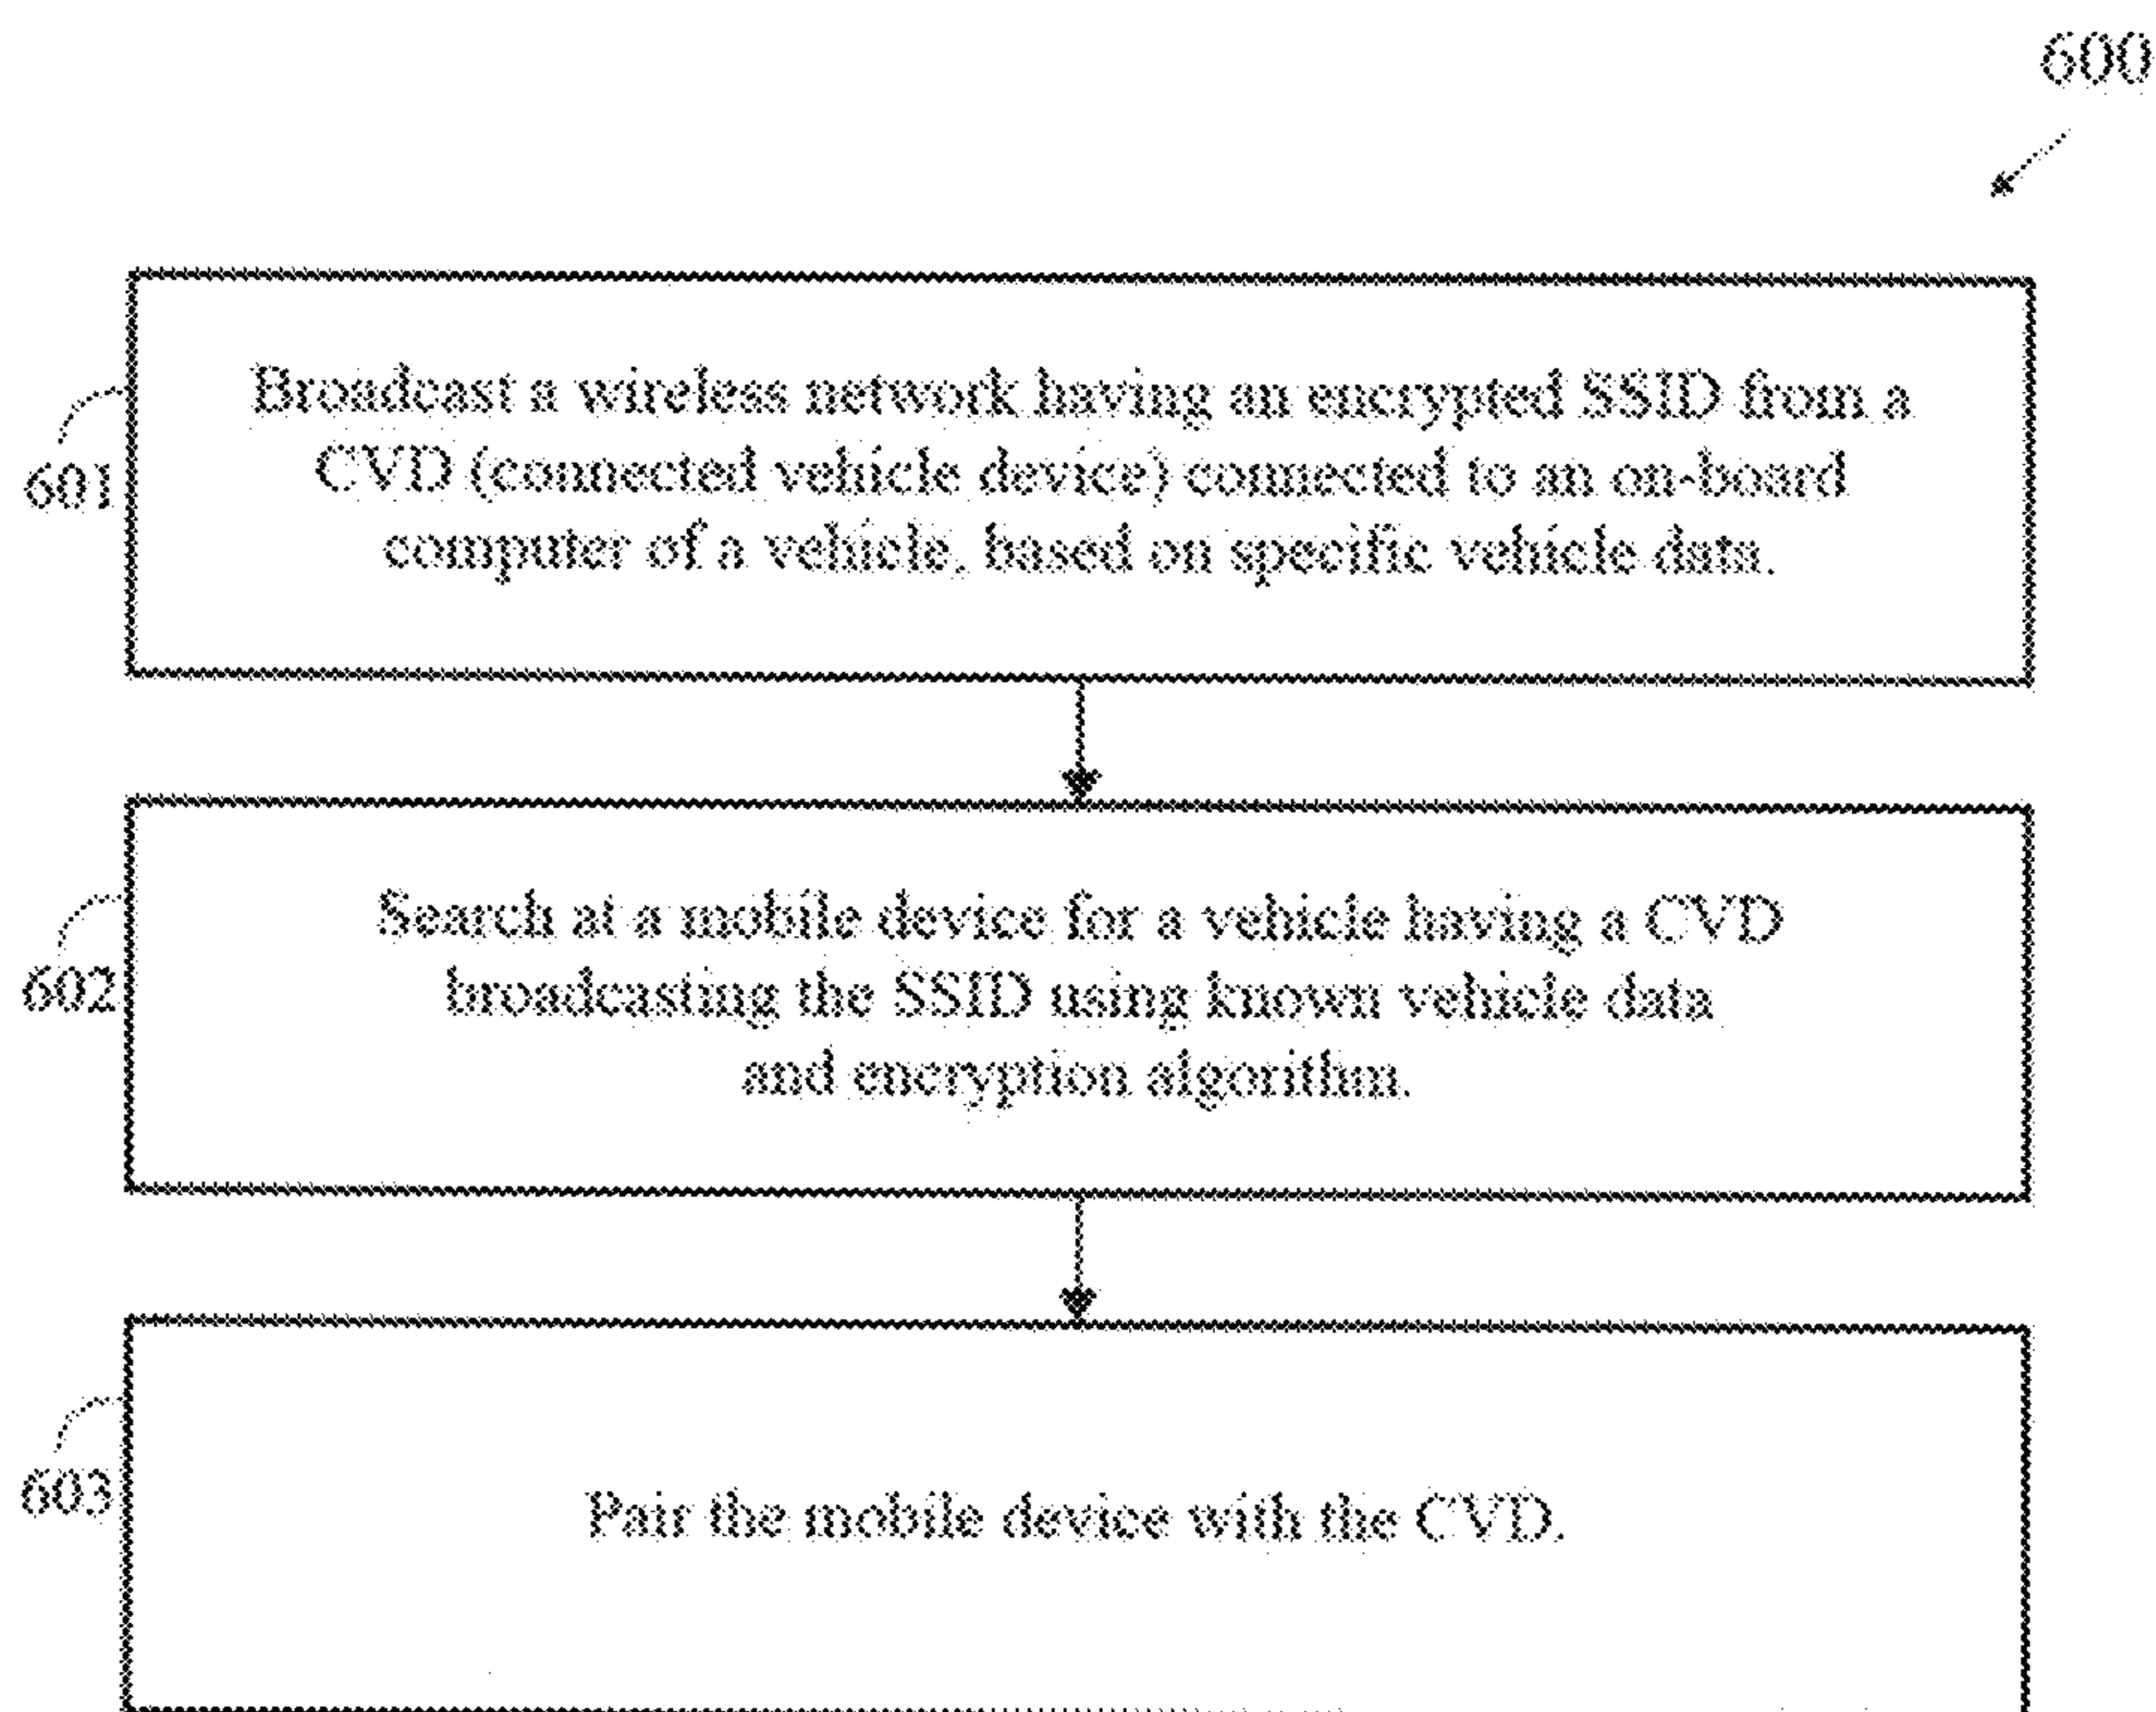 600
Broadcast a wireless network having an encrypted SSID from a
CVD (connected vehicle device) connected to an on-board
computer of a vehicle, based on specific vehicle data.
601
Search at a mobile device for a vehicle having a CVD
broadcasting the SSID using known vehicle data
and encryption algorithm.
602
Pair the mobile device with the CVD.
603